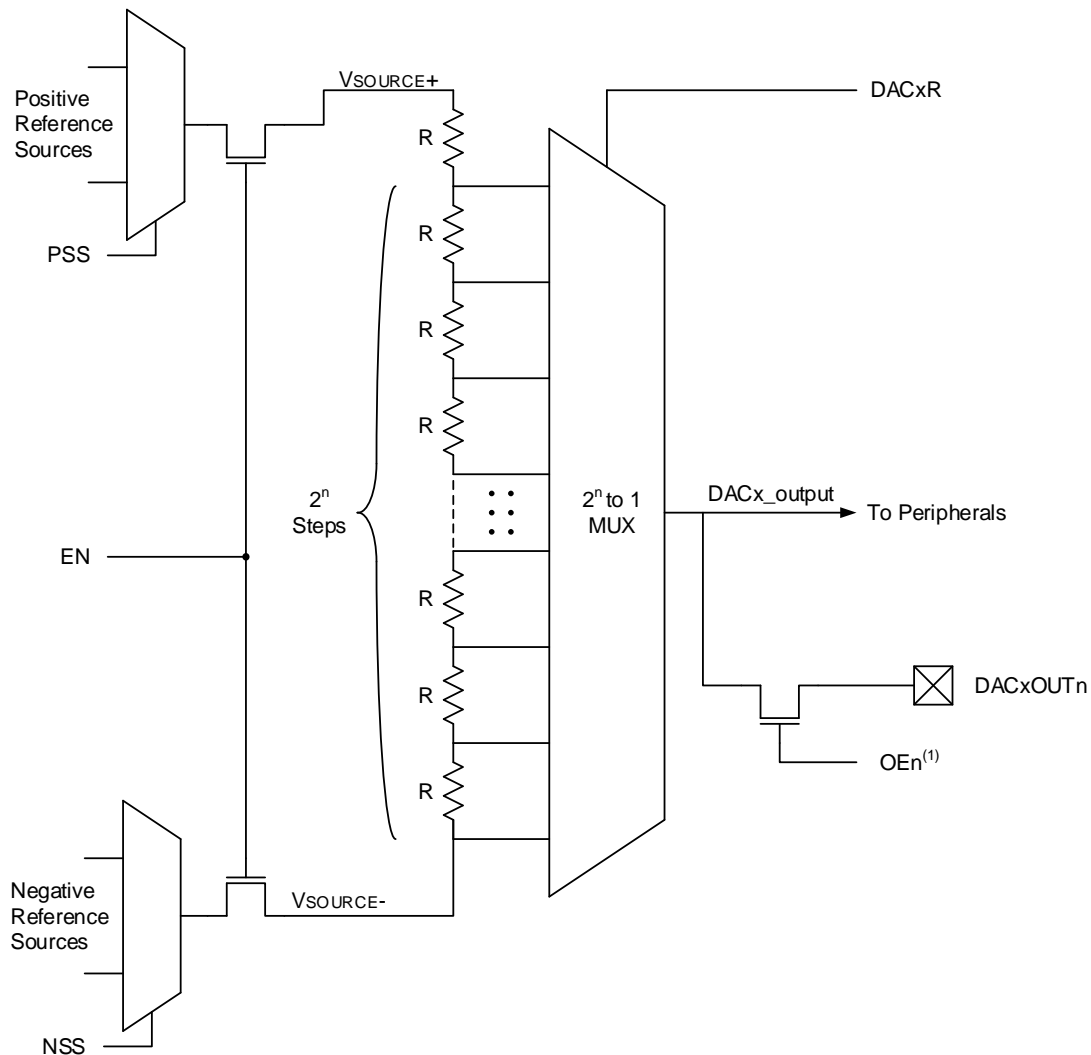 VSOURCE+
DACxR
Positive
Reference
Sources
R
R
PSS
R
R
2ⁿ
Steps
2ⁿ to 1
MUX
DACx_output
To Peripherals
EN
R
R
DACxOUTn
OEn⁽¹⁾
R
Negative
Reference
Sources
VSOURCE-
NSS